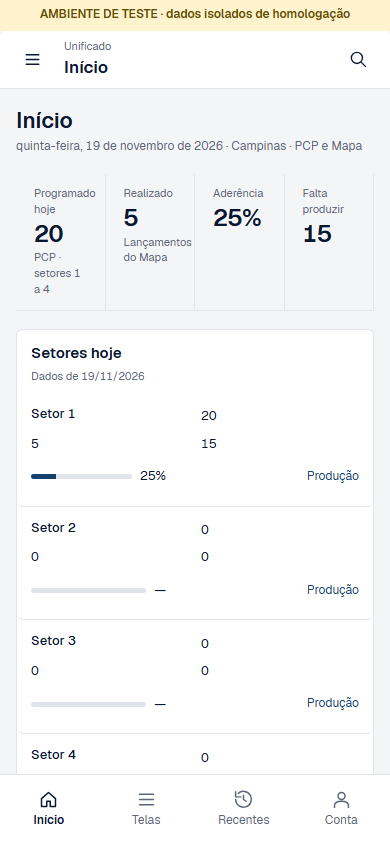 AMBIENTE DE TESTE · dados isolados de homologação
Unificado
Início
Início
quinta-feira, 19 de novembro de 2026 · Campinas · PCP e Mapa
Programado
hoje
20
PCP ·
setores 1
a 4
Realizado
5
Lançamentos
do Mapa
Aderência
25%
Falta
produzir
15
Setores hoje
Dados de 19/11/2026
Setor 1 20
5 15
25% Produção
Setor 2 0
0 0
— Produção
Setor 3 0
0 0
— Produção
Setor 4 0
Início Telas Recentes Conta